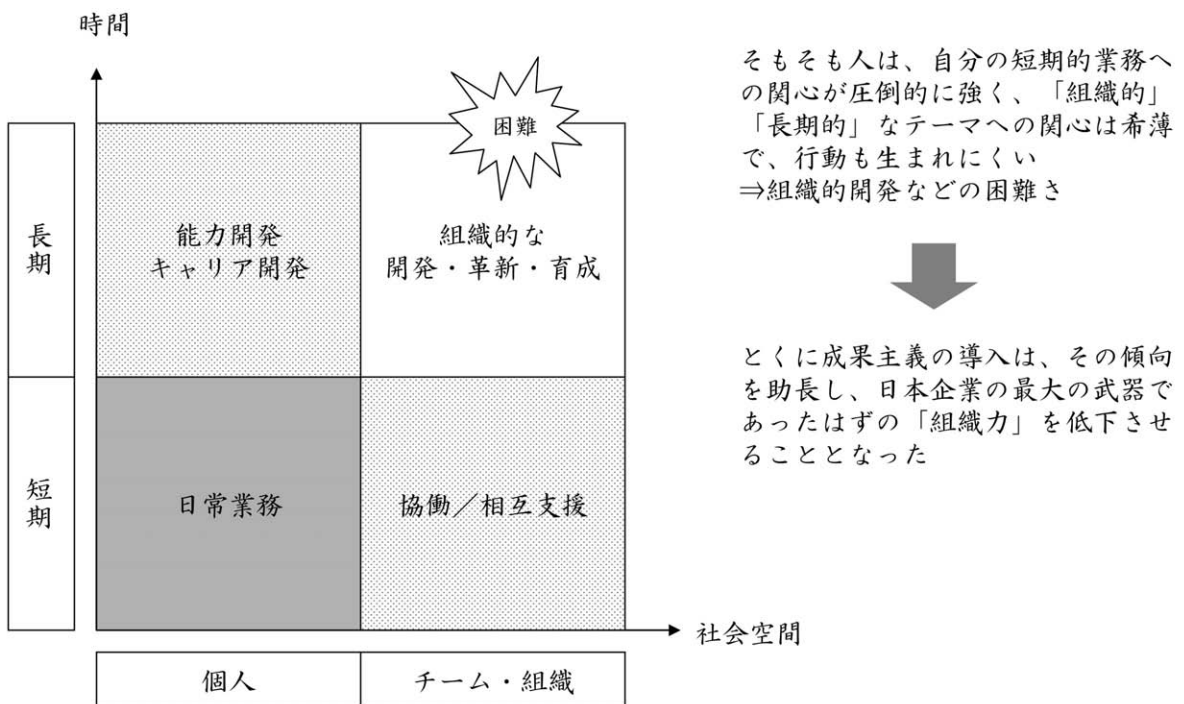 時間
困難
長期
能力開発
キャリア開発
組織的な
開発・革新・育成
短期
日常業務
協働／相互支援
社会空間
個人
チーム・組織
そもそも人は、自分の短期的業務へ
の関心が圧倒的に強く、「組織的」
「長期的」なテーマへの関心は希薄
で、行動も生まれにくい
⇒組織的開発などの困難さ
とくに成果主義の導入は、その傾向
を助長し、日本企業の最大の武器で
あったはずの「組織力」を低下させ
ることとなった